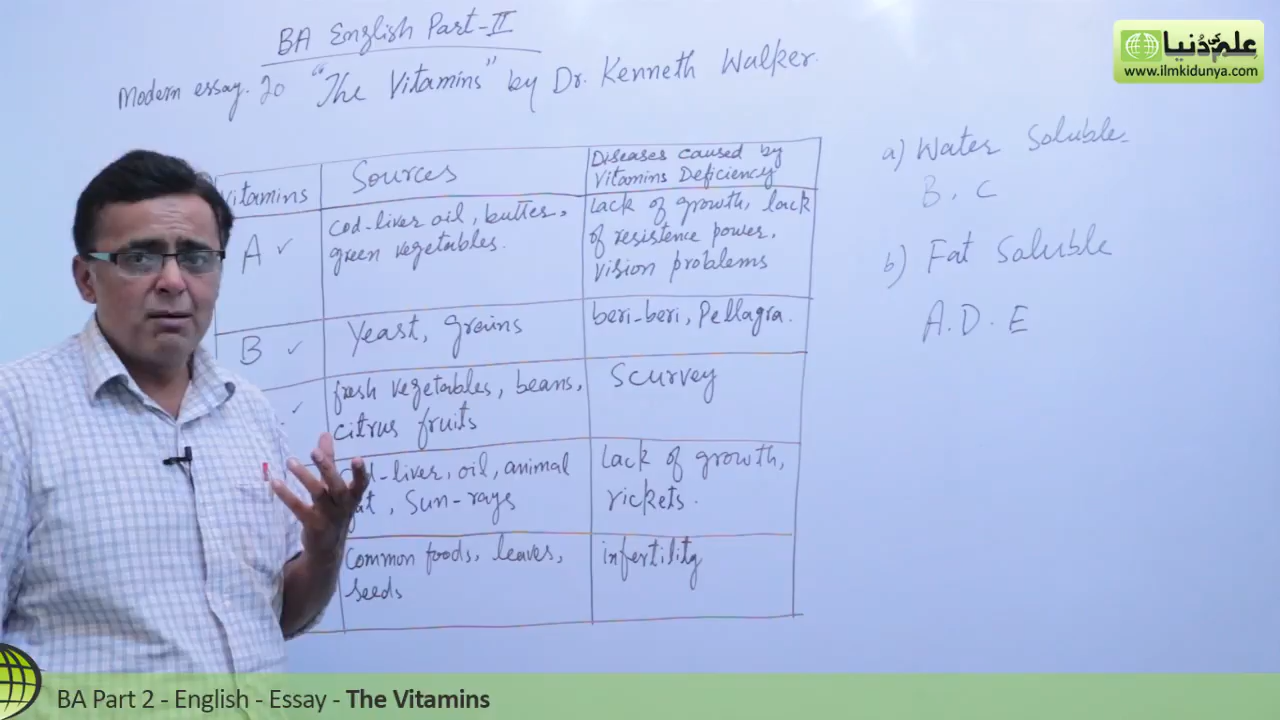 BA English Part-II
Modern essay. 20 "The Vitamins" by Dr. Kenneth Walker.
علم کی دُنیا
www.ilmkidunya.com
Vitamins
Sources
Diseases caused by
Vitamins Deficiency
A ✓
cod-liver oil, butter,
green vegetables.
Lack of growth, lack
of resistence power,
vision problems
B ✓
Yeast, grains
beri-beri, Pellagra.
✓
fresh vegetables, beans,
citrus fruits
Scurvey
-liver, oil, animal
, Sun-rays
Lack of growth,
rickets.
Common foods, leaves,
seeds
infertility
a) Water Soluble
B, C
b) Fat Soluble
A. D. E
BA Part 2 - English - Essay - The Vitamins